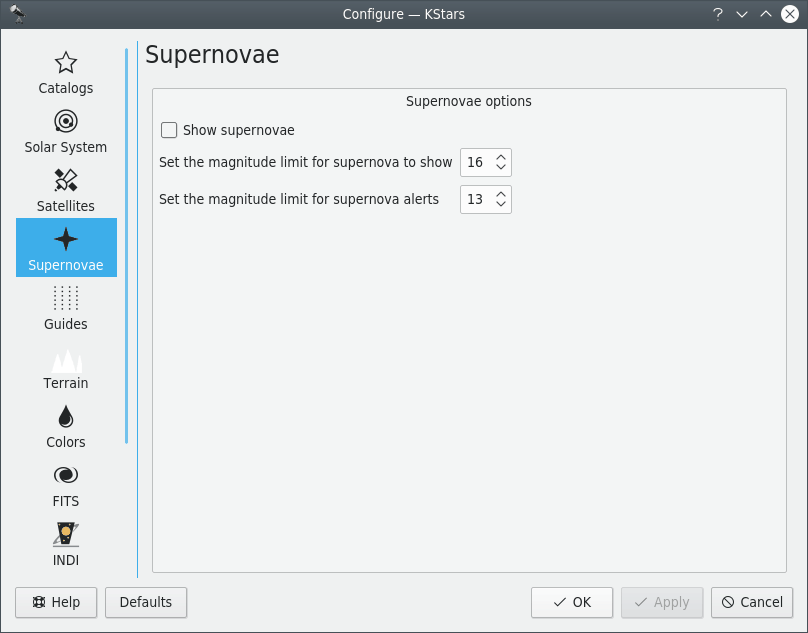 Configure — KStars
Catalogs
Solar System
Satellites
Supernovae
Guides
Terrain
Colors
FITS
INDI
Supernovae
Supernovae options
Show supernovae
Set the magnitude limit for supernova to show 16
Set the magnitude limit for supernova alerts 13
Help Defaults OK Apply Cancel